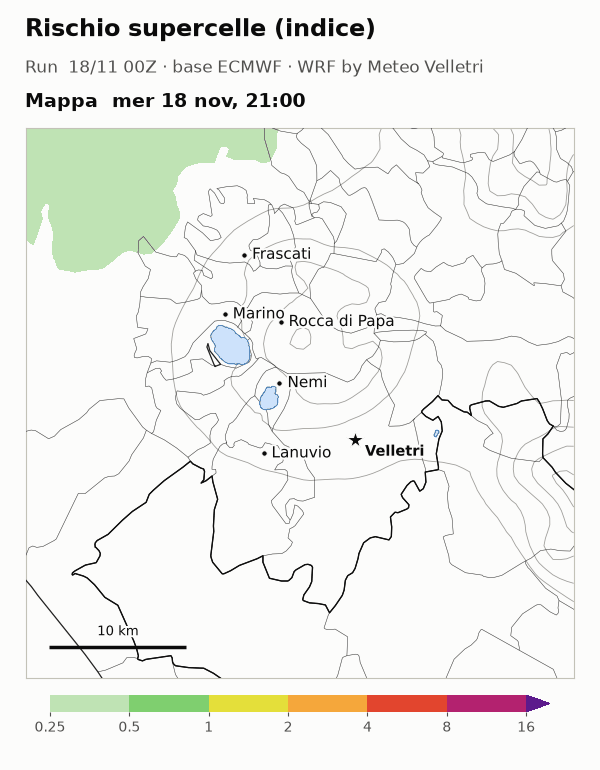 Rischio supercelle (indice)
Run  18/11 00Z · base ECMWF · WRF by Meteo Velletri
Mappa  mer 18 nov, 21:00
Frascati
Marino
Rocca di Papa
Nemi
Velletri
Lanuvio
10 km
0.25 0.5 1 2 4 8 16